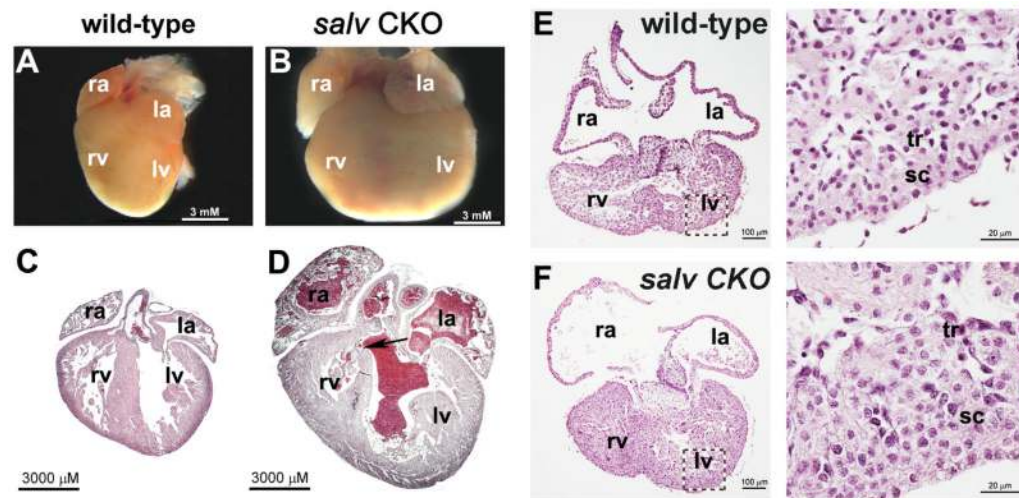 wild-type
salv CKO
A
ra
la
rv
lv
3 mM
B
ra
la
rv
lv
3 mM
C
ra
la
rv
lv
3000 µM
D
ra
la
rv
lv
3000 µM
E wild-type
ra
la
rv
lv
100 µm
tr
sc
20 µm
F salv CKO
ra
la
rv
lv
100 µm
tr
sc
20 µm